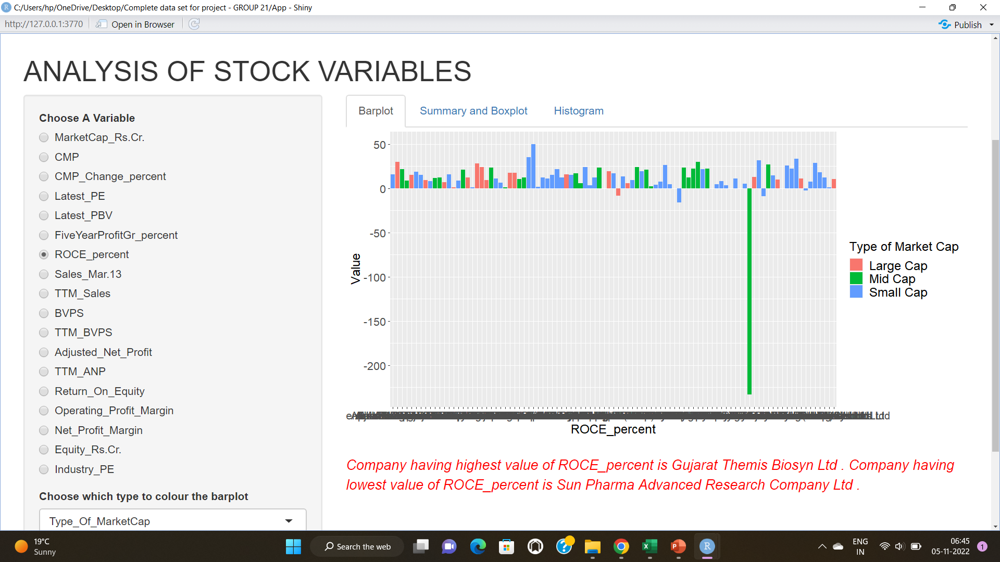 C:/Users/hp/OneDrive/Desktop/Complete data set for project - GROUP 21/App - Shiny
http://127.0.0.1:3770
Open in Browser
Publish
ANALYSIS OF STOCK VARIABLES
Choose A Variable
MarketCap_Rs.Cr.
CMP
CMP_Change_percent
Latest_PE
Latest_PBV
FiveYearProfitGr_percent
ROCE_percent
Sales_Mar.13
TTM_Sales
BVPS
TTM_BVPS
Adjusted_Net_Profit
TTM_ANP
Return_On_Equity
Operating_Profit_Margin
Net_Profit_Margin
Equity_Rs.Cr.
Industry_PE
Choose which type to colour the barplot
Type_Of_MarketCap
Barplot
Summary and Boxplot
Histogram
50
0
-50
-100
-150
-200
Value
ROCE_percent
Type of Market Cap
Large Cap
Mid Cap
Small Cap
Company having highest value of ROCE_percent is Gujarat Themis Biosyn Ltd . Company having
lowest value of ROCE_percent is Sun Pharma Advanced Research Company Ltd .
19°C
Sunny
Search the web
ENG
IN
06:45
05-11-2022
1